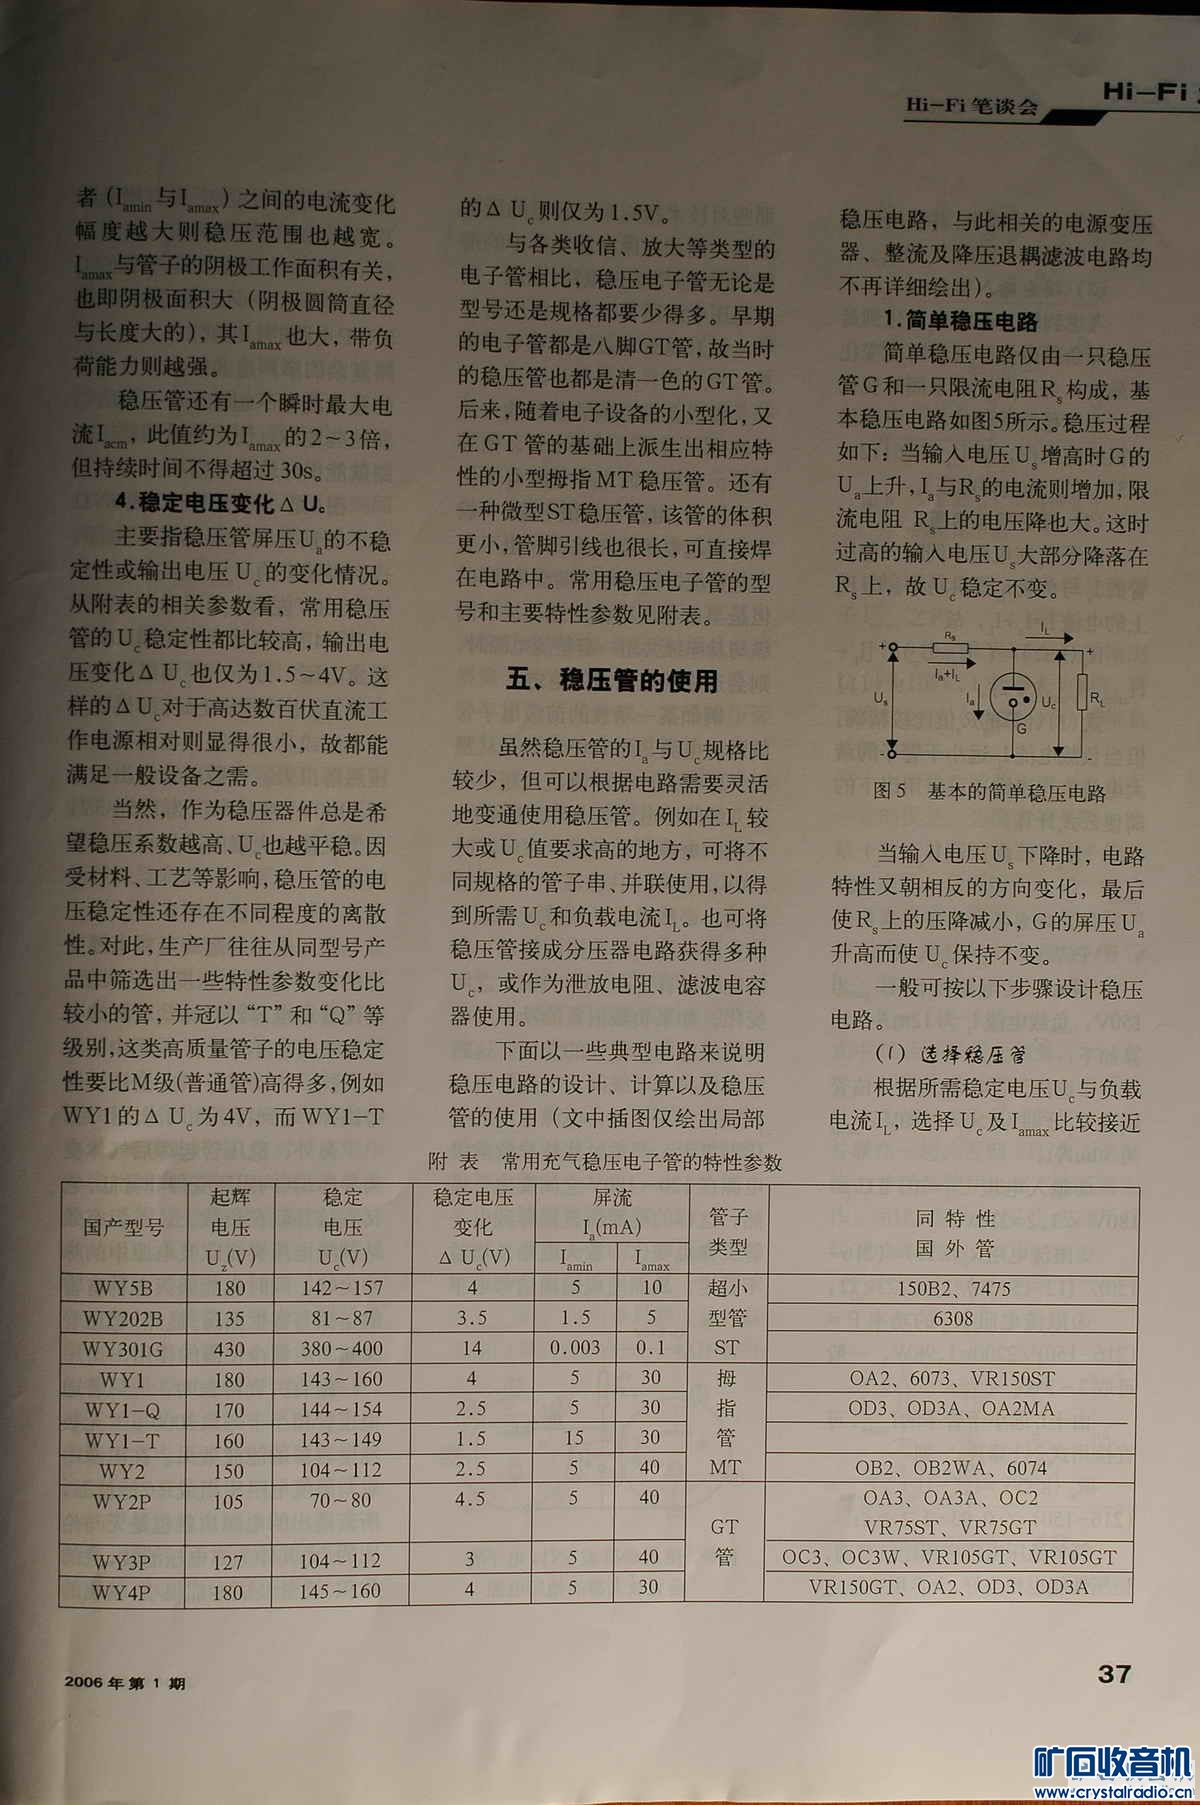 Hi-Fi 笔谈会
Hi-Fi
者 (Iamin与Iamax) 之间的电流变化
幅度越大则稳压范围也越宽。
Iamax与管子的阴极工作面积有关，
也即阴极面积大（阴极圆筒直径
与长度大的），其Iamax也大，带负
荷能力则越强。
稳压管还有一个瞬时最大电
流Iacm，此值约为Iamax的2~3倍，
但持续时间不得超过30s。
4.稳定电压变化ΔU。
主要指稳压管屏压Ua的不稳
定性或输出电压Uc的变化情况。
从附表的相关参数看，常用稳压
管的Uc稳定性都比较高，输出电
压变化ΔUc也仅为1.5~4V。这
样的ΔUc对于高达数百伏直流工
作电源相对则显得很小，故都能
满足一般设备之需。
当然，作为稳压器件总是希
望稳压系数越高、Uc也越平稳。因
受材料、工艺等影响，稳压管的电
压稳定性还存在不同程度的离散
性。对此，生产厂往往从同型号产
品中筛选出一些特性参数变化比
较小的管，并冠以“T”和“Q”等
级别，这类高质量管子的电压稳定
性要比M级(普通管)高得多，例如
WY1的ΔUc为4V，而WY1-T
的ΔUc则仅为1.5V。
与各类收信、放大等类型的
电子管相比，稳压电子管无论是
型号还是规格都要少得多。早期
的电子管都是八脚GT管，故当时
的稳压管也都是清一色的GT管。
后来，随着电子设备的小型化，又
在GT管的基础上派生出相应特
性的小型拇指MT稳压管。还有
一种微型ST稳压管，该管的体积
更小，管脚引线也很长，可直接焊
在电路中。常用稳压电子管的型
号和主要特性参数见附表。
五、稳压管的使用
虽然稳压管的Ia与Uc规格比
较少，但可以根据电路需要灵活
地变通使用稳压管。例如在IL较
大或Uc值要求高的地方，可将不
同规格的管子串、并联使用，以得
到所需Uc和负载电流IL。也可将
稳压管接成分压器电路获得多种
Uc，或作为泄放电阻、滤波电容
器使用。
下面以一些典型电路来说明
稳压电路的设计、计算以及稳压
管的使用（文中插图仅绘出局部
稳压电路，与此相关的电源变压
器、整流及降压退耦滤波电路均
不再详细绘出）。
1.简单稳压电路
简单稳压电路仅由一只稳压
管G和一只限流电阻Rs构成，基
本稳压电路如图5所示。稳压过程
如下：当输入电压Us增高时G的
Ua上升，Ia与Rs的电流则增加，限
流电阻 Rs上的电压降也大。这时
过高的输入电压Us大部分降落在
Rs上，故Uc稳定不变。
+ Rs IL +
Ia+IL
Us Ia Uc RL
G
- -
图5 基本的简单稳压电路
当输入电压Us下降时，电路
特性又朝相反的方向变化，最后
使Rs上的压降减小，G的屏压Ua
升高而使Uc保持不变。
一般可按以下步骤设计稳压
电路。
(1) 选择稳压管
根据所需稳定电压Uc与负载
电流IL，选择Uc及Iamax比较接近
附 表 常用充气稳压电子管的特性参数
国产型号 起辉电压Uz(V) 稳定电压Uc(V) 稳定电压变化ΔUc(V) 屏流Ia(mA) Iamin Iamax 管子类型 同特性国外管
WY5B 180 142~157 4 5 10 超小 150B2、7475
WY202B 135 81~87 3.5 1.5 5 型管 6308
WY301G 430 380~400 14 0.003 0.1 ST
WY1 180 143~160 4 5 30 拇 OA2、6073、VR150ST
WY1-Q 170 144~154 2.5 5 30 指 OD3、OD3A、OA2MA
WY1-T 160 143~149 1.5 15 30 管
WY2 150 104~112 2.5 5 40 MT OB2、OB2WA、6074
WY2P 105 70~80 4.5 5 40 OA3、OA3A、OC2
GT VR75ST、VR75GT
WY3P 127 104~112 3 5 40 管 OC3、OC3W、VR105GT、VR105GT
WY4P 180 145~160 4 5 30 VR150GT、OA2、OD3、OD3A
2006年第1期
37
矿石收音机
www.crystalradio.cn